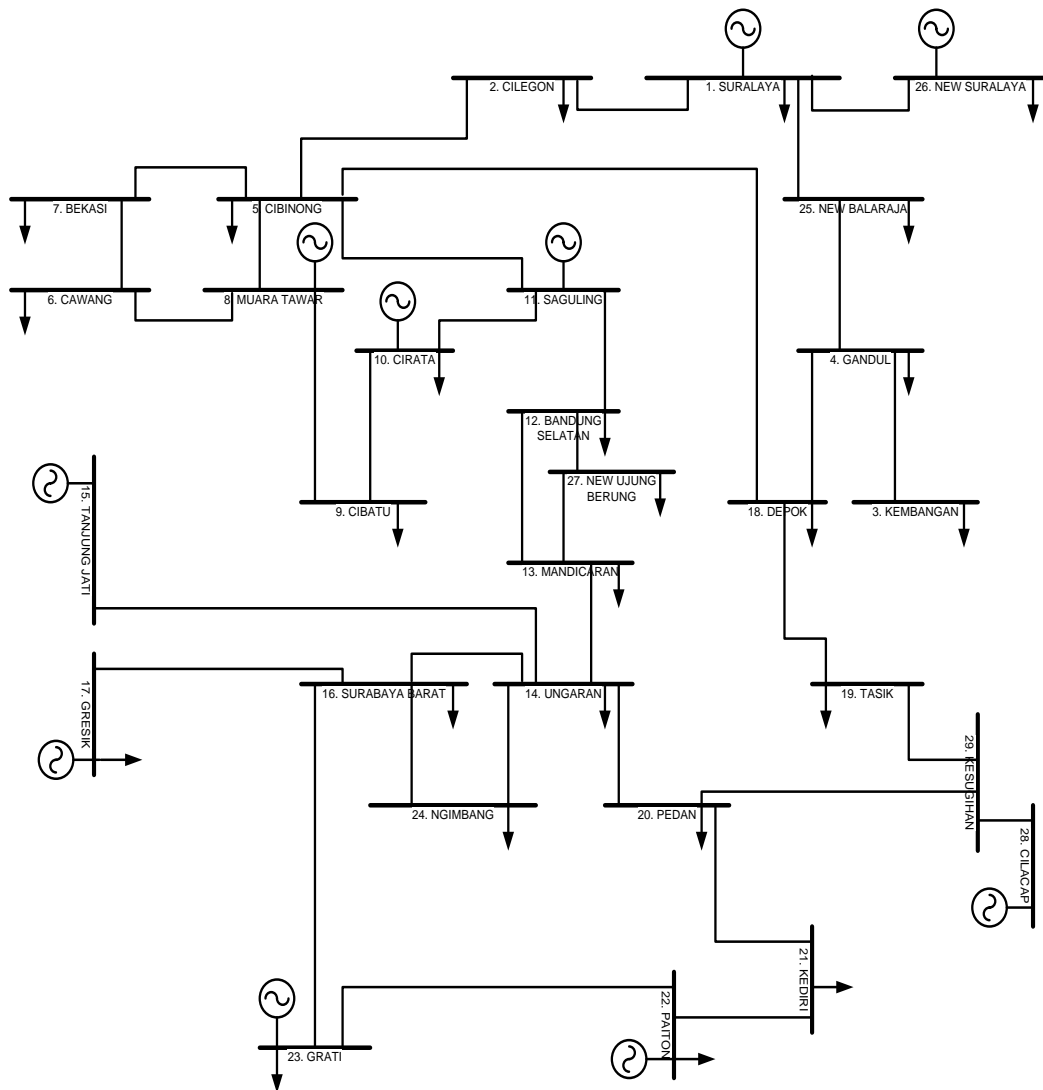 2. CILEGON
1. SURALAYA
26. NEW SURALAYA
7. BEKASI
5. CIBINONG
25. NEW BALARAJA
6. CAWANG
8. MUARA TAWAR
11. SAGULING
10. CIRATA
4. GANDUL
12. BANDUNG
SELATAN
27. NEW UJUNG
BERUNG
15. TANJUNG JATI
9. CIBATU
18. DEPOK
3. KEMBANGAN
13. MANDICARAN
17. GRESIK
16. SURABAYA BARAT
14. UNGARAN
19. TASIK
29. KESUGIHAN
24. NGIMBANG
20. PEDAN
28. CILACAP
21. KEDIRI
22. PAITON
23. GRATI